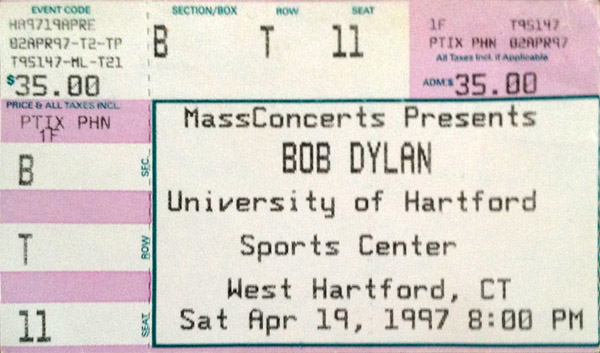 EVENT CODE
HA9719APRE
02APR97-T2-TP
T95147-ML-T21
$35.00
PRICE & ALL TAXES INCL.
PTIX PHN
1F
B
SEC.
T
ROW
11
SEAT
SECTION/BOX ROW SEAT
B T 11
1F T95147-
PTIX PHN 02APR97
All Taxes Incl. if Applicable
ADM$ $35.00
MassConcerts Presents
BOB DYLAN
University of Hartford
Sports Center
West Hartford, CT
Sat Apr 19, 1997 8:00 PM